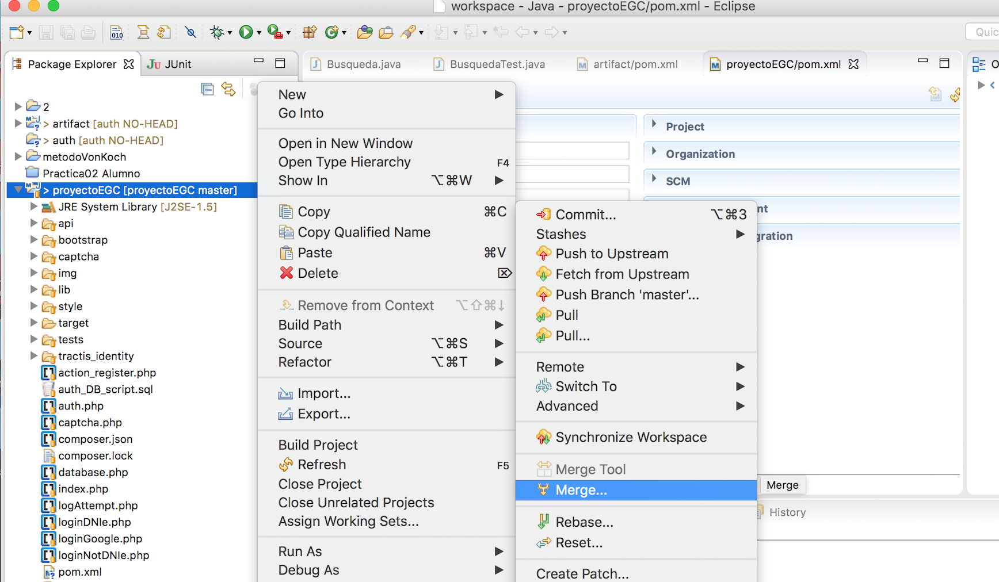 workspace - Java - proyectoEGC/pom.xml - Eclipse
Quic
Package Explorer
JUnit
Busqueda.java
BusquedaTest.java
artifact/pom.xml
proyectoEGC/pom.xml
O
2
> artifact [auth NO-HEAD]
> auth [auth NO-HEAD]
metodoVonKoch
Practica02 Alumno
> proyectoEGC [proyectoEGC master]
JRE System Library [J2SE-1.5]
api
bootstrap
captcha
img
lib
style
target
tests
tractis_identity
action_register.php
auth_DB_script.sql
auth.php
captcha.php
composer.json
composer.lock
database.php
index.php
logAttempt.php
loginDNIe.php
loginGoogle.php
loginNotDNIe.php
pom.xml
New
Go Into
Open in New Window
Open Type Hierarchy F4
Show In ⌥⌘W
Copy ⌘C
Copy Qualified Name
Paste ⌘V
Delete ⌦
Remove from Context ⌥⇧⌘↓
Build Path
Source ⌥⌘S
Refactor ⌥⌘T
Import...
Export...
Build Project
Refresh F5
Close Project
Close Unrelated Projects
Assign Working Sets...
Run As
Debug As
Commit... ⌥⌘3
Stashes
Push to Upstream
Fetch from Upstream
Push Branch 'master'...
Pull
Pull...
Remote
Switch To
Advanced
Synchronize Workspace
Merge Tool
Merge...
Rebase...
Reset...
Create Patch...
Project
Organization
SCM
nt
gration
Merge
History